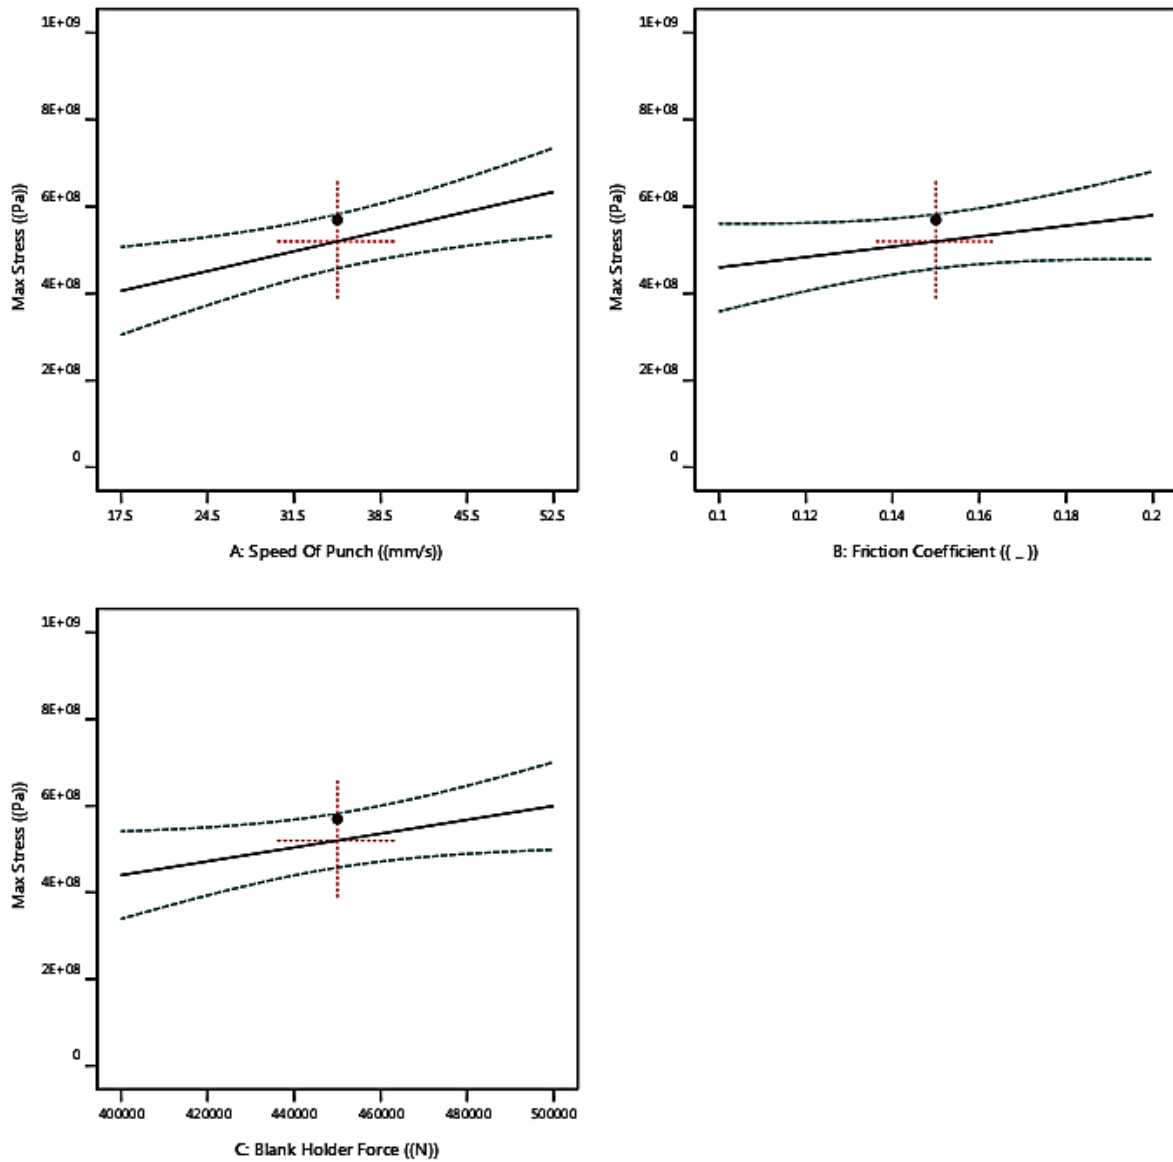 1E+09
8E+08
6E+08
4E+08
2E+08
0
Max Stress ((Pa))
17.5 24.5 31.5 38.5 45.5 52.5
A: Speed Of Punch ((mm/s))
1E+09
8E+08
6E+08
4E+08
2E+08
0
Max Stress ((Pa))
0.1 0.12 0.14 0.16 0.18 0.2
B: Friction Coefficient (( _ ))
1E+09
8E+08
6E+08
4E+08
2E+08
0
Max Stress ((Pa))
400000 420000 440000 460000 480000 500000
C: Blank Holder Force ((N))